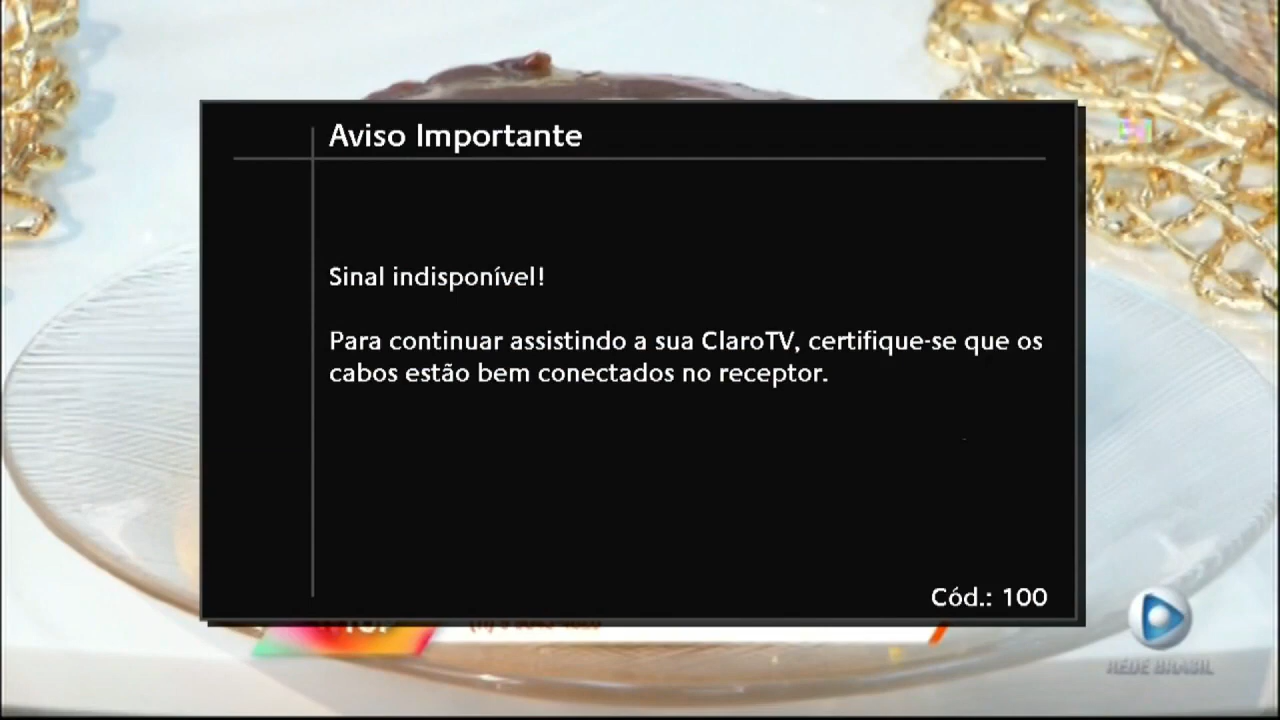 Aviso Importante
Sinal indisponível!
Para continuar assistindo a sua ClaroTV, certifique-se que os
cabos estão bem conectados no receptor.
Cód.: 100
REDE BRASIL